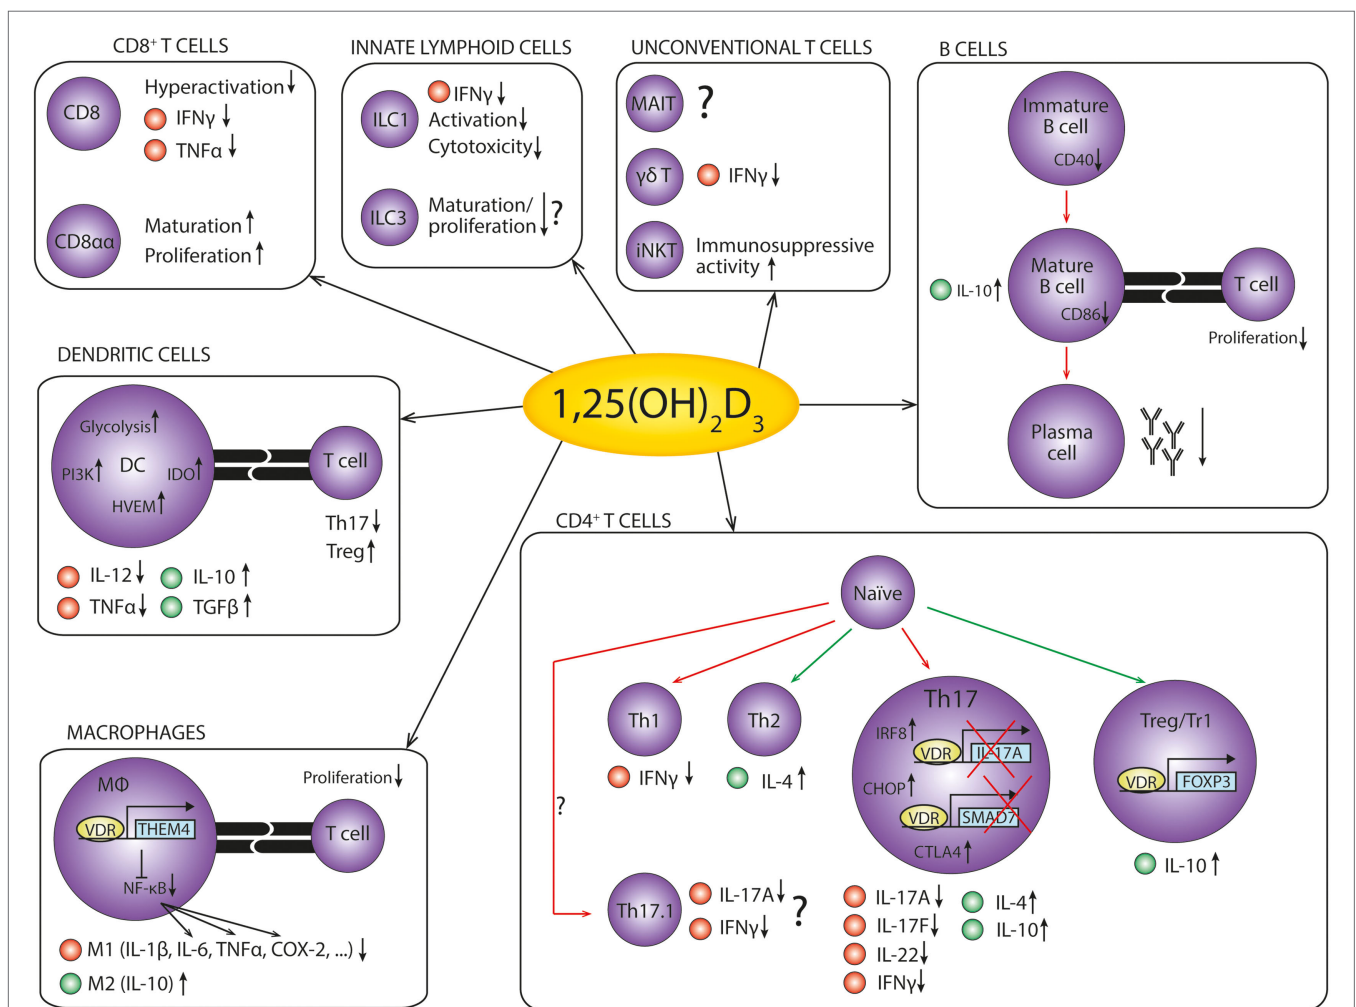 CD8⁺ T CELLS
CD8
Hyperactivation↓
IFNγ ↓
TNFα ↓
CD8αα
Maturation↑
Proliferation↑
INNATE LYMPHOID CELLS
ILC1
IFNγ↓
Activation↓
Cytotoxicity↓
ILC3
Maturation/
proliferation↓?
UNCONVENTIONAL T CELLS
MAIT
?
γδ T
IFNγ↓
iNKT
Immunosuppressive
activity↑
B CELLS
Immature
B cell
CD40↓
IL-10↑
Mature
B cell
CD86↓
T cell
Proliferation↓
Plasma
cell
↓
1,25(OH)₂D₃
DENDRITIC CELLS
Glycolysis↑
PI3K↑
DC
IDO↑
HVEM↑
T cell
Th17↓
Treg↑
IL-12↓
IL-10 ↑
TNFα↓
TGFβ ↑
MACROPHAGES
MΦ
VDR
THEM4
NF-κB↓
Proliferation↓
T cell
M1 (IL-1β, IL-6, TNFα, COX-2, ...) ↓
M2 (IL-10) ↑
CD4⁺ T CELLS
Naïve
Th1
IFNγ ↓
Th2
IL-4 ↑
Th17
IRF8↑
VDR
IL-17A
CHOP↑
VDR
SMAD7
CTLA4↑
IL-17A↓
IL-17F↓
IL-22↓
IFNγ↓
IL-4↑
IL-10↑
Treg/Tr1
VDR
FOXP3
IL-10 ↑
?
Th17.1
IL-17A↓
IFNγ↓
?